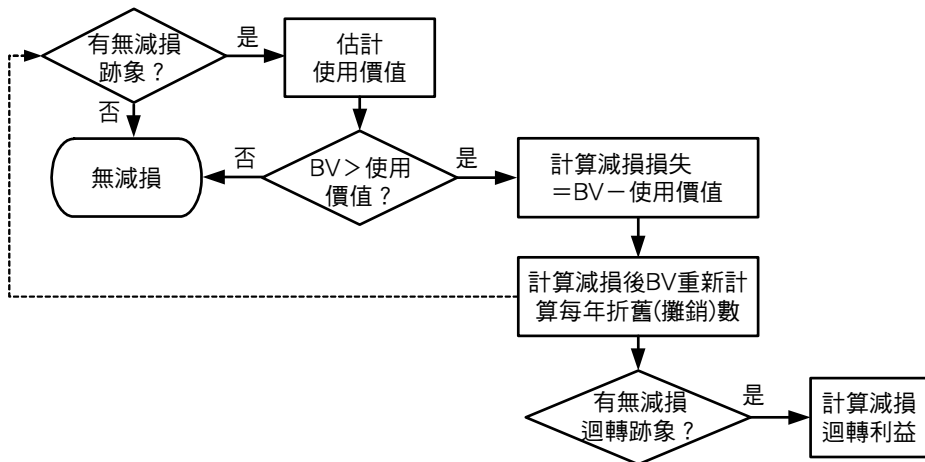 有無減損
跡象？
是
估計
使用價值
否
無減損
否
BV＞使用
價值？
是
計算減損損失
＝BV－使用價值
計算減損後BV重新計
算每年折舊(攤銷)數
有無減損
迴轉跡象？
是
計算減損
迴轉利益